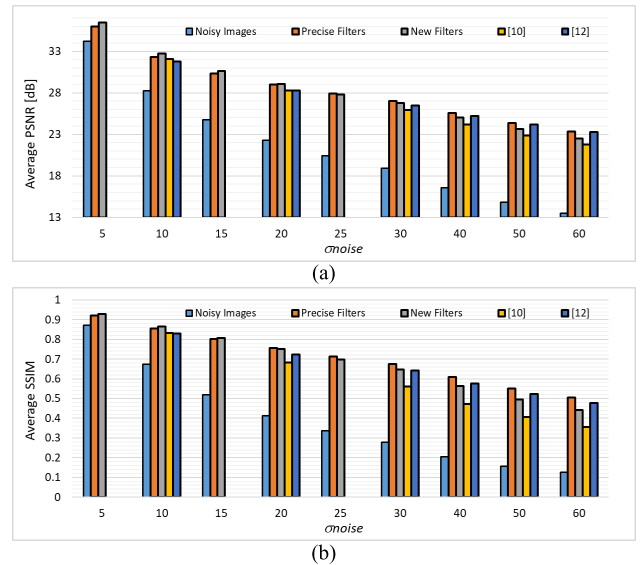 Noisy Images Precise Filters New Filters [10] [12]
33
28
23
18
13
Average PSNR [dB]
5 10 15 20 25 30 40 50 60
σnoise
(a)
1
Noisy Images Precise Filters New Filters [10] [12]
0.9
0.8
0.7
0.6
0.5
0.4
0.3
0.2
0.1
0
Average SSIM
5 10 15 20 25 30 40 50 60
σnoise
(b)